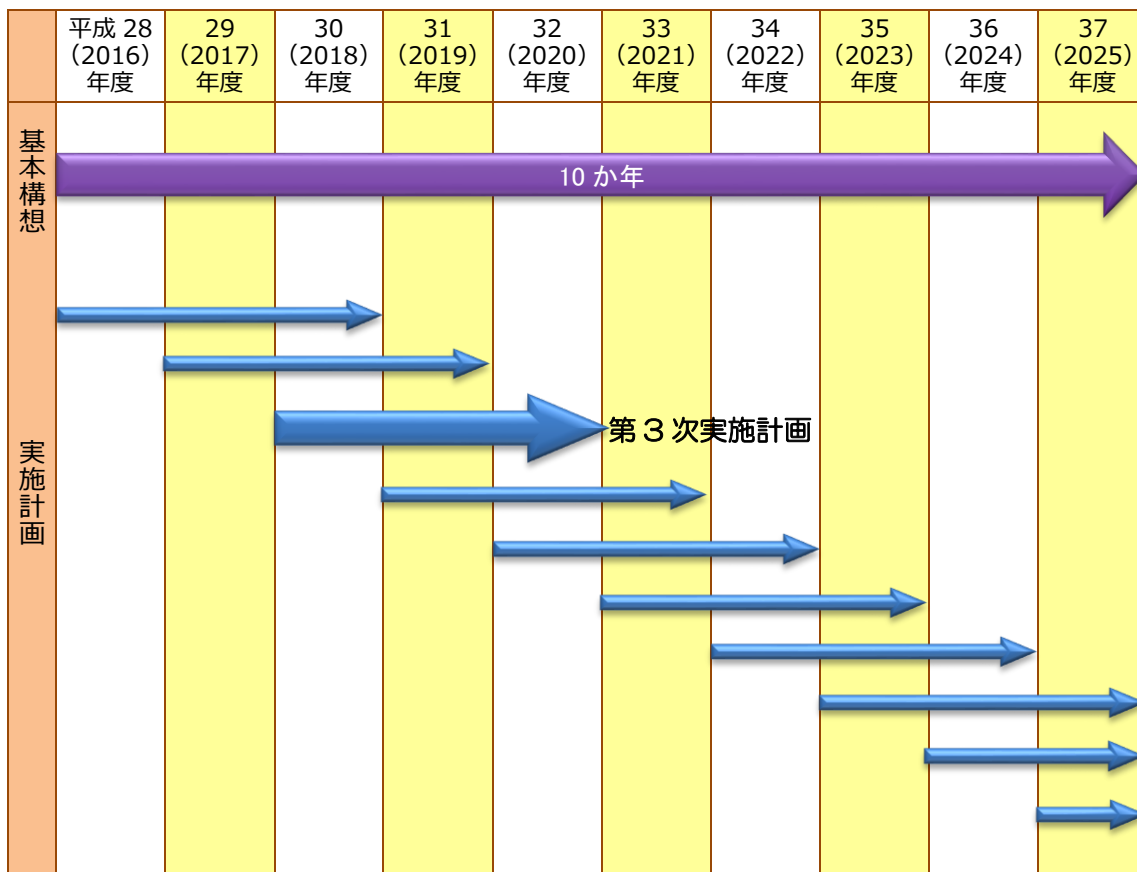 平成 28
(2016)
年度
29
(2017)
年度
30
(2018)
年度
31
(2019)
年度
32
(2020)
年度
33
(2021)
年度
34
(2022)
年度
35
(2023)
年度
36
(2024)
年度
37
(2025)
年度
基本構想
10 か年
実施計画
第３次実施計画